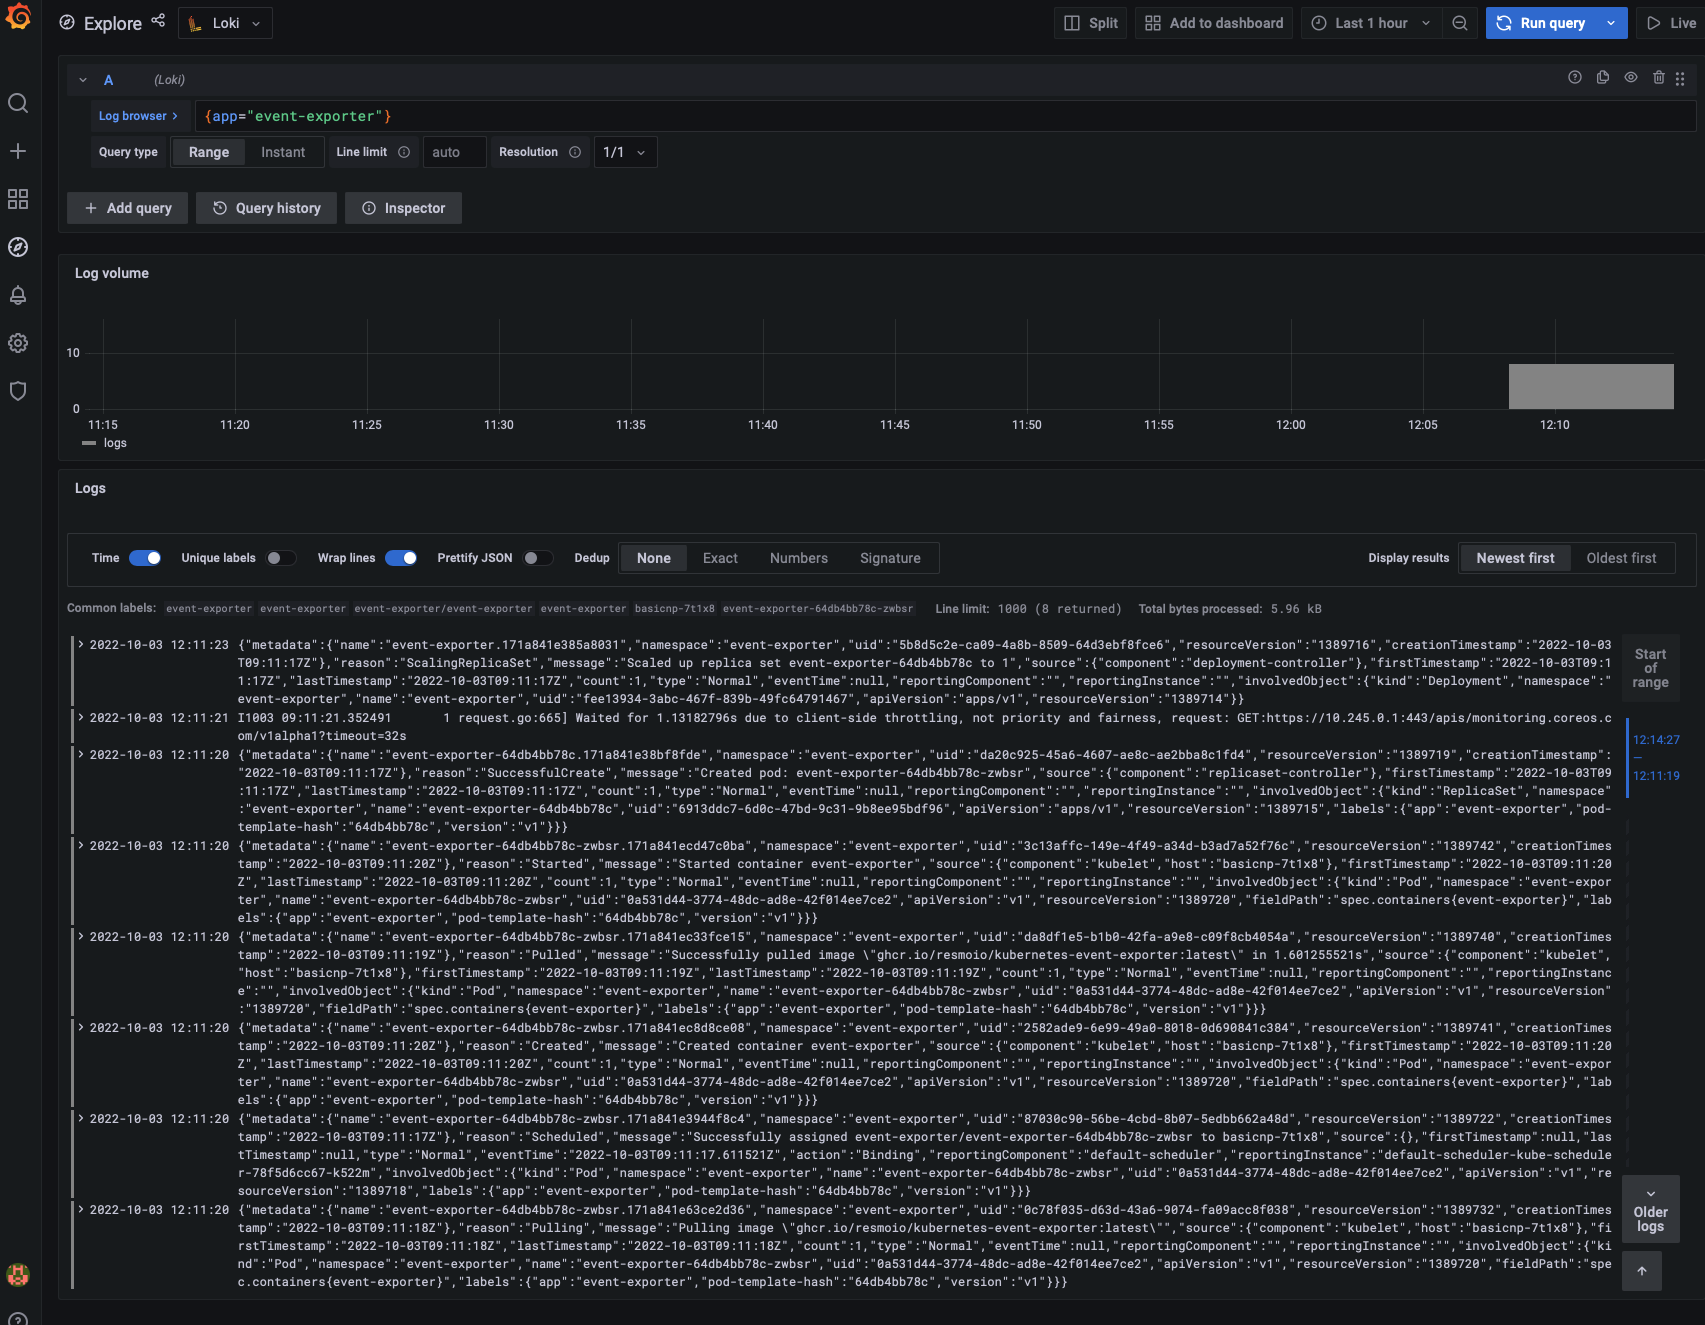 Explore
Loki
Split
Add to dashboard
Last 1 hour
Run query
Live
A
(Loki)
Log browser
{app="event-exporter"}
Query type
Range
Instant
Line limit
auto
Resolution
1/1
Add query
Query history
Inspector
Log volume
10
0
11:15
11:20
11:25
11:30
11:35
11:40
11:45
11:50
11:55
12:00
12:05
12:10
logs
Logs
Time
Unique labels
Wrap lines
Prettify JSON
Dedup
None
Exact
Numbers
Signature
Display results
Newest first
Oldest first
Common labels: event-exporter event-exporter event-exporter/event-exporter event-exporter basicnp-7t1x8 event-exporter-64db4bb78c-zwbsr Line limit: 1000 (8 returned) Total bytes processed: 5.96 kB
2022-10-03 12:11:23 {"metadata":{"name":"event-exporter.171a841e385a8031","namespace":"event-exporter","uid":"5b8d5c2e-ca09-4a8b-8509-64d3ebf8fce6","resourceVersion":"1389716","creationTimestamp":"2022-10-03
T09:11:17Z"},"reason":"ScalingReplicaSet","message":"Scaled up replica set event-exporter-64db4bb78c to 1","source":{"component":"deployment-controller"},"firstTimestamp":"2022-10-03T09:1
1:17Z","lastTimestamp":"2022-10-03T09:11:17Z","count":1,"type":"Normal","eventTime":null,"reportingComponent":"","reportingInstance":"","involvedObject":{"kind":"Deployment","namespace":"
event-exporter","name":"event-exporter","uid":"fee13934-3abc-467f-839b-49fc64791467","apiVersion":"apps/v1","resourceVersion":"1389714"}}
2022-10-03 12:11:21 I1003 09:11:21.352491       1 request.go:665] Waited for 1.13182796s due to client-side throttling, not priority and fairness, request: GET:https://10.245.0.1:443/apis/monitoring.coreos.c
om/v1alpha1?timeout=32s
2022-10-03 12:11:20 {"metadata":{"name":"event-exporter-64db4bb78c.171a841e38bf8fde","namespace":"event-exporter","uid":"da20c925-45a6-4607-ae8c-ae2bba8c1fd4","resourceVersion":"1389719","creationTimestamp":
"2022-10-03T09:11:17Z"},"reason":"SuccessfulCreate","message":"Created pod: event-exporter-64db4bb78c-zwbsr","source":{"component":"replicaset-controller"},"firstTimestamp":"2022-10-03T09
:11:17Z","lastTimestamp":"2022-10-03T09:11:17Z","count":1,"type":"Normal","eventTime":null,"reportingComponent":"","reportingInstance":"","involvedObject":{"kind":"ReplicaSet","namespace"
:"event-exporter","name":"event-exporter-64db4bb78c","uid":"6913ddc7-6d0c-47bd-9c31-9b8ee95bdf96","apiVersion":"apps/v1","resourceVersion":"1389715","labels":{"app":"event-exporter","pod-
template-hash":"64db4bb78c","version":"v1"}}}
2022-10-03 12:11:20 {"metadata":{"name":"event-exporter-64db4bb78c-zwbsr.171a841ecd47c0ba","namespace":"event-exporter","uid":"3c13affc-149e-4f49-a34d-b3ad7a52f76c","resourceVersion":"1389742","creationTimes
tamp":"2022-10-03T09:11:20Z"},"reason":"Started","message":"Started container event-exporter","source":{"component":"kubelet","host":"basicnp-7t1x8"},"firstTimestamp":"2022-10-03T09:11:20
Z","lastTimestamp":"2022-10-03T09:11:20Z","count":1,"type":"Normal","eventTime":null,"reportingComponent":"","reportingInstance":"","involvedObject":{"kind":"Pod","namespace":"event-expor
ter","name":"event-exporter-64db4bb78c-zwbsr","uid":"0a531d44-3774-48dc-ad8e-42f014ee7ce2","apiVersion":"v1","resourceVersion":"1389720","fieldPath":"spec.containers{event-exporter}","lab
els":{"app":"event-exporter","pod-template-hash":"64db4bb78c","version":"v1"}}}
2022-10-03 12:11:20 {"metadata":{"name":"event-exporter-64db4bb78c-zwbsr.171a841ec33fce15","namespace":"event-exporter","uid":"da8df1e5-b1b0-42fa-a9e8-c09f8cb4054a","resourceVersion":"1389740","creationTimes
tamp":"2022-10-03T09:11:19Z"},"reason":"Pulled","message":"Successfully pulled image \"ghcr.io/resmoio/kubernetes-event-exporter:latest\" in 1.601255521s","source":{"component":"kubelet",
"host":"basicnp-7t1x8"},"firstTimestamp":"2022-10-03T09:11:19Z","lastTimestamp":"2022-10-03T09:11:19Z","count":1,"type":"Normal","eventTime":null,"reportingComponent":"","reportingInstanc
e":"","involvedObject":{"kind":"Pod","namespace":"event-exporter","name":"event-exporter-64db4bb78c-zwbsr","uid":"0a531d44-3774-48dc-ad8e-42f014ee7ce2","apiVersion":"v1","resourceVersion"
:"1389720","fieldPath":"spec.containers{event-exporter}","labels":{"app":"event-exporter","pod-template-hash":"64db4bb78c","version":"v1"}}}
2022-10-03 12:11:20 {"metadata":{"name":"event-exporter-64db4bb78c-zwbsr.171a841ec8d8ce08","namespace":"event-exporter","uid":"2582ade9-6e99-49a0-8018-0d690841c384","resourceVersion":"1389741","creationTimes
tamp":"2022-10-03T09:11:20Z"},"reason":"Created","message":"Created container event-exporter","source":{"component":"kubelet","host":"basicnp-7t1x8"},"firstTimestamp":"2022-10-03T09:11:20
Z","lastTimestamp":"2022-10-03T09:11:20Z","count":1,"type":"Normal","eventTime":null,"reportingComponent":"","reportingInstance":"","involvedObject":{"kind":"Pod","namespace":"event-expor
ter","name":"event-exporter-64db4bb78c-zwbsr","uid":"0a531d44-3774-48dc-ad8e-42f014ee7ce2","apiVersion":"v1","resourceVersion":"1389720","fieldPath":"spec.containers{event-exporter}","lab
els":{"app":"event-exporter","pod-template-hash":"64db4bb78c","version":"v1"}}}
2022-10-03 12:11:20 {"metadata":{"name":"event-exporter-64db4bb78c-zwbsr.171a841e3944f8c4","namespace":"event-exporter","uid":"87030c90-56be-4cbd-8b07-5edbb662a48d","resourceVersion":"1389722","creationTimes
tamp":"2022-10-03T09:11:17Z"},"reason":"Scheduled","message":"Successfully assigned event-exporter/event-exporter-64db4bb78c-zwbsr to basicnp-7t1x8","source":{},"firstTimestamp":null,"las
tTimestamp":null,"type":"Normal","eventTime":"2022-10-03T09:11:17.611521Z","action":"Binding","reportingComponent":"default-scheduler","reportingInstance":"default-scheduler-kube-schedule
r-78f5d6cc67-k522m","involvedObject":{"kind":"Pod","namespace":"event-exporter","name":"event-exporter-64db4bb78c-zwbsr","uid":"0a531d44-3774-48dc-ad8e-42f014ee7ce2","apiVersion":"v1","re
sourceVersion":"1389718","labels":{"app":"event-exporter","pod-template-hash":"64db4bb78c","version":"v1"}}}
2022-10-03 12:11:20 {"metadata":{"name":"event-exporter-64db4bb78c-zwbsr.171a841e63ce2d36","namespace":"event-exporter","uid":"0c78f035-d63d-43a6-9074-fa09acc8f038","resourceVersion":"1389732","creationTimes
tamp":"2022-10-03T09:11:18Z"},"reason":"Pulling","message":"Pulling image \"ghcr.io/resmoio/kubernetes-event-exporter:latest\"","source":{"component":"kubelet","host":"basicnp-7t1x8"},"fi
rstTimestamp":"2022-10-03T09:11:18Z","lastTimestamp":"2022-10-03T09:11:18Z","count":1,"type":"Normal","eventTime":null,"reportingComponent":"","reportingInstance":"","involvedObject":{"ki
nd":"Pod","namespace":"event-exporter","name":"event-exporter-64db4bb78c-zwbsr","uid":"0a531d44-3774-48dc-ad8e-42f014ee7ce2","apiVersion":"v1","resourceVersion":"1389720","fieldPath":"spe
c.containers{event-exporter}","labels":{"app":"event-exporter","pod-template-hash":"64db4bb78c","version":"v1"}}}
Start
of
range
12:14:27
—
12:11:19
Older
logs